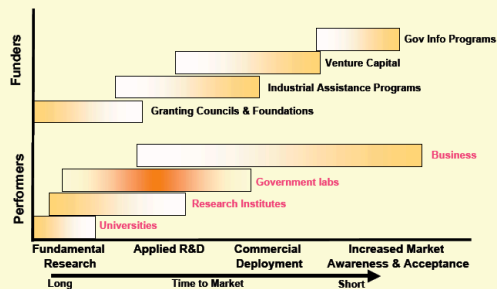 Funders
Gov Info Programs
Venture Capital
Industrial Assistance Programs
Granting Councils & Foundations
Performers
Business
Government labs
Research Institutes
Universities
Fundamental
Research
Applied R&D
Commercial
Deployment
Increased Market
Awareness & Acceptance
Long
Time to Market
Short